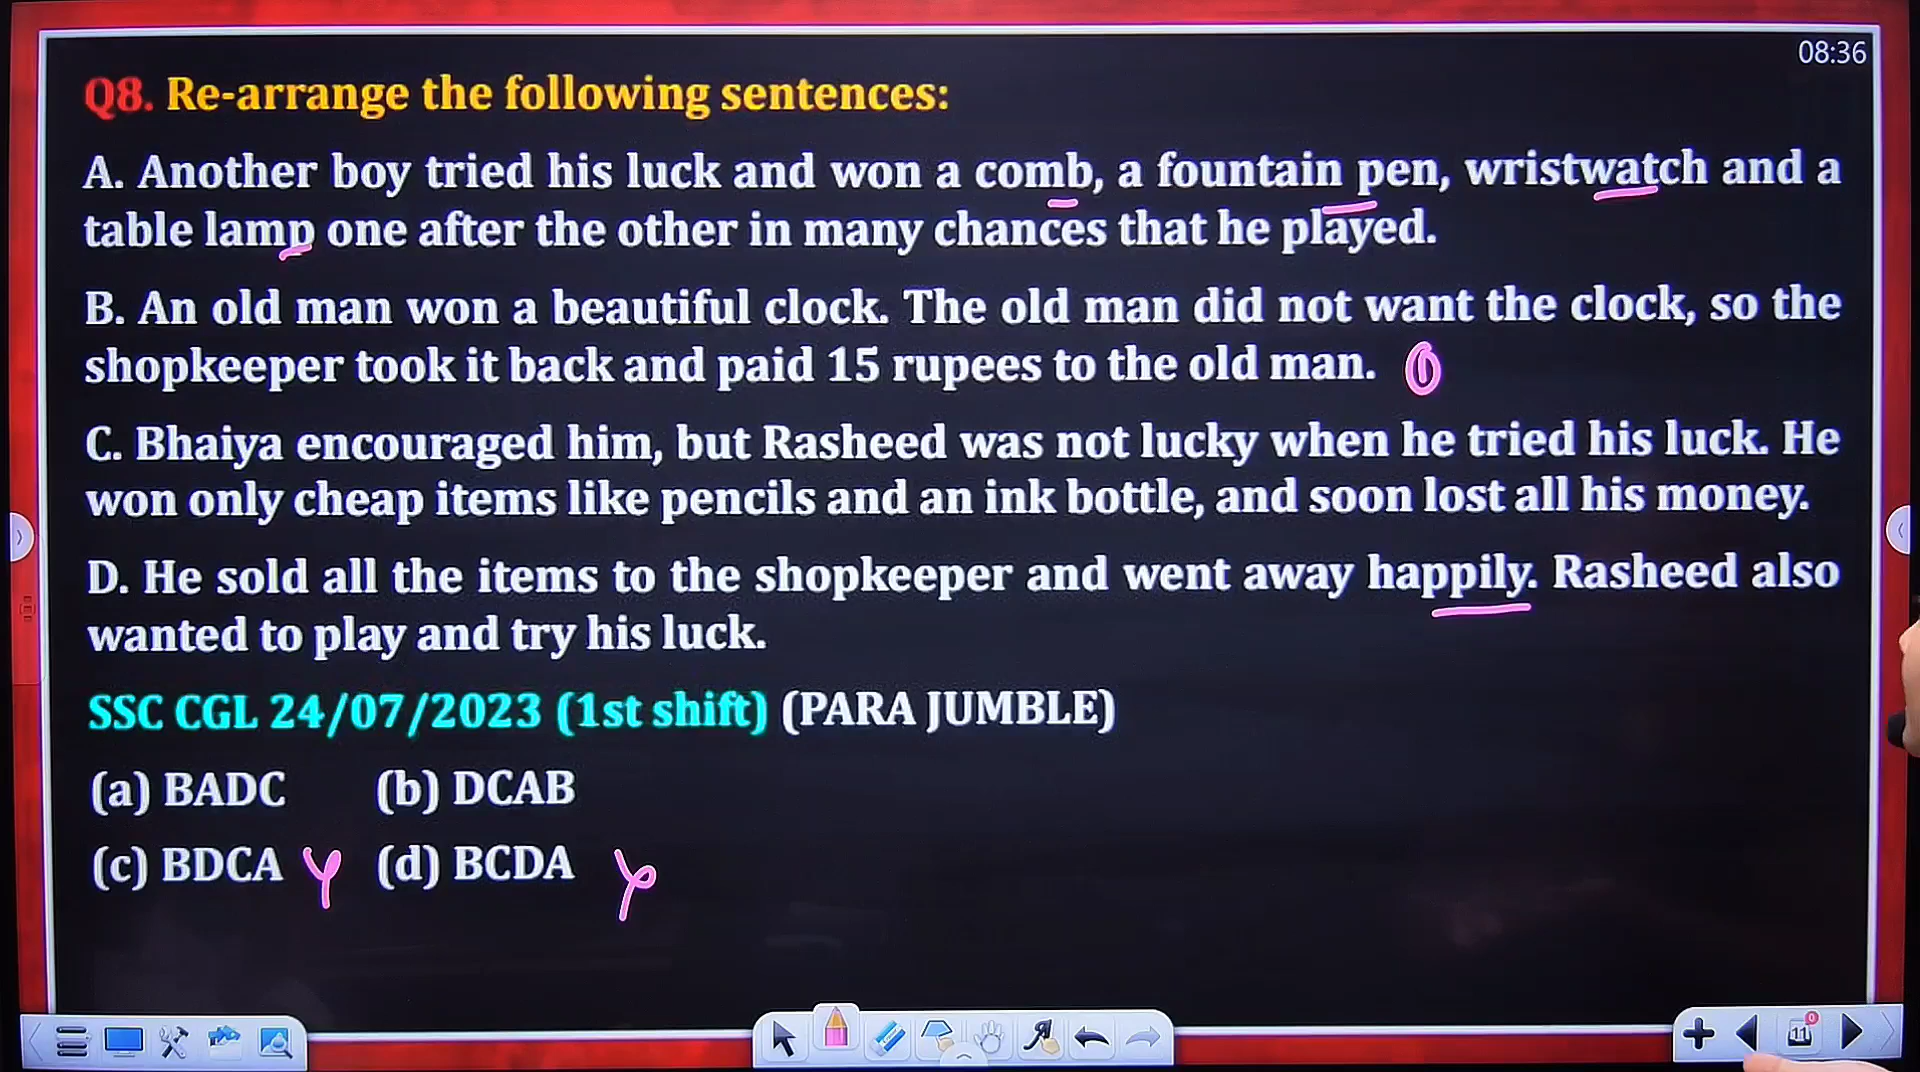 08:36
Q8. Re-arrange the following sentences:
A. Another boy tried his luck and won a comb, a fountain pen, wristwatch and a
table lamp one after the other in many chances that he played.
B. An old man won a beautiful clock. The old man did not want the clock, so the
shopkeeper took it back and paid 15 rupees to the old man.
C. Bhaiya encouraged him, but Rasheed was not lucky when he tried his luck. He
won only cheap items like pencils and an ink bottle, and soon lost all his money.
D. He sold all the items to the shopkeeper and went away happily. Rasheed also
wanted to play and try his luck.
SSC CGL 24/07/2023 (1st shift) (PARA JUMBLE)
(a) BADC (b) DCAB
(c) BDCA (d) BCDA
11 0